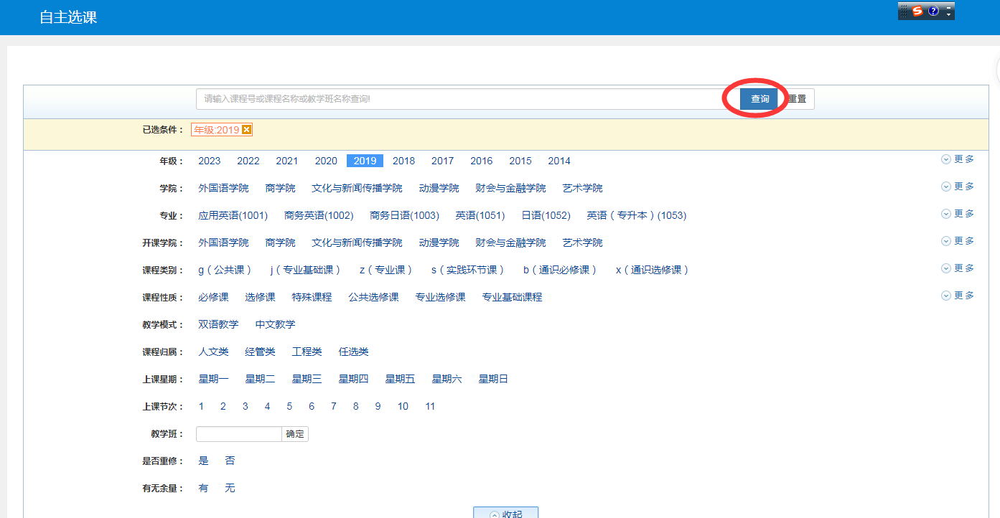 自主选课
请输入课程号或课程名称或教学班名称查询! 查询 重置
已选条件： 年级:2019
年级： 2023 2022 2021 2020 2019 2018 2017 2016 2015 2014 更多
学院： 外国语学院 商学院 文化与新闻传播学院 动漫学院 财会与金融学院 艺术学院 更多
专业： 应用英语(1001) 商务英语(1002) 商务日语(1003) 英语(1051) 日语(1052) 英语（专升本）(1053) 更多
开课学院： 外国语学院 商学院 文化与新闻传播学院 动漫学院 财会与金融学院 艺术学院 更多
课程类别： g（公共课） j（专业基础课） z（专业课） s（实践环节课） b（通识必修课） x（通识选修课） 更多
课程性质： 必修课 选修课 特殊课程 公共选修课 专业选修课 专业基础课程 更多
教学模式： 双语教学 中文教学
课程归属： 人文类 经管类 工程类 任选类
上课星期： 星期一 星期二 星期三 星期四 星期五 星期六 星期日
上课节次： 1 2 3 4 5 6 7 8 9 10 11
教学班： 确定
是否重修： 是 否
有无余量： 有 无
收起